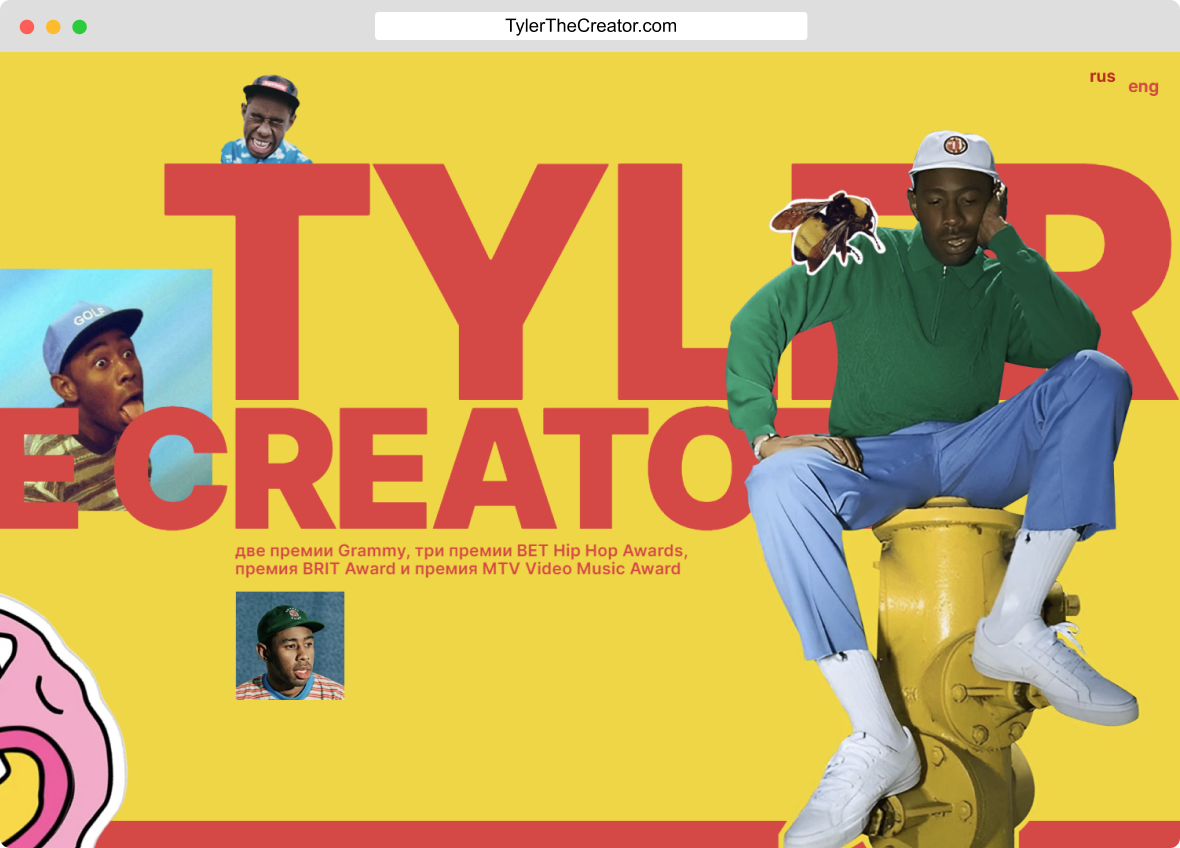 TylerTheCreator.com
rus
eng
TYLER
E CREATO
две премии Grammy, три премии BET Hip Hop Awards,
премия BRIT Award и премия MTV Video Music Award
GOLF